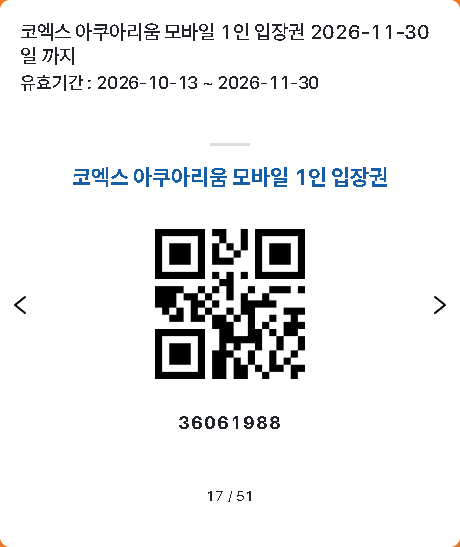 코엑스 아쿠아리움 모바일 1인 입장권 2026-11-30
일 까지
유효기간 : 2026-10-13 ~ 2026-11-30
코엑스 아쿠아리움 모바일 1인 입장권
36061988
17 / 51